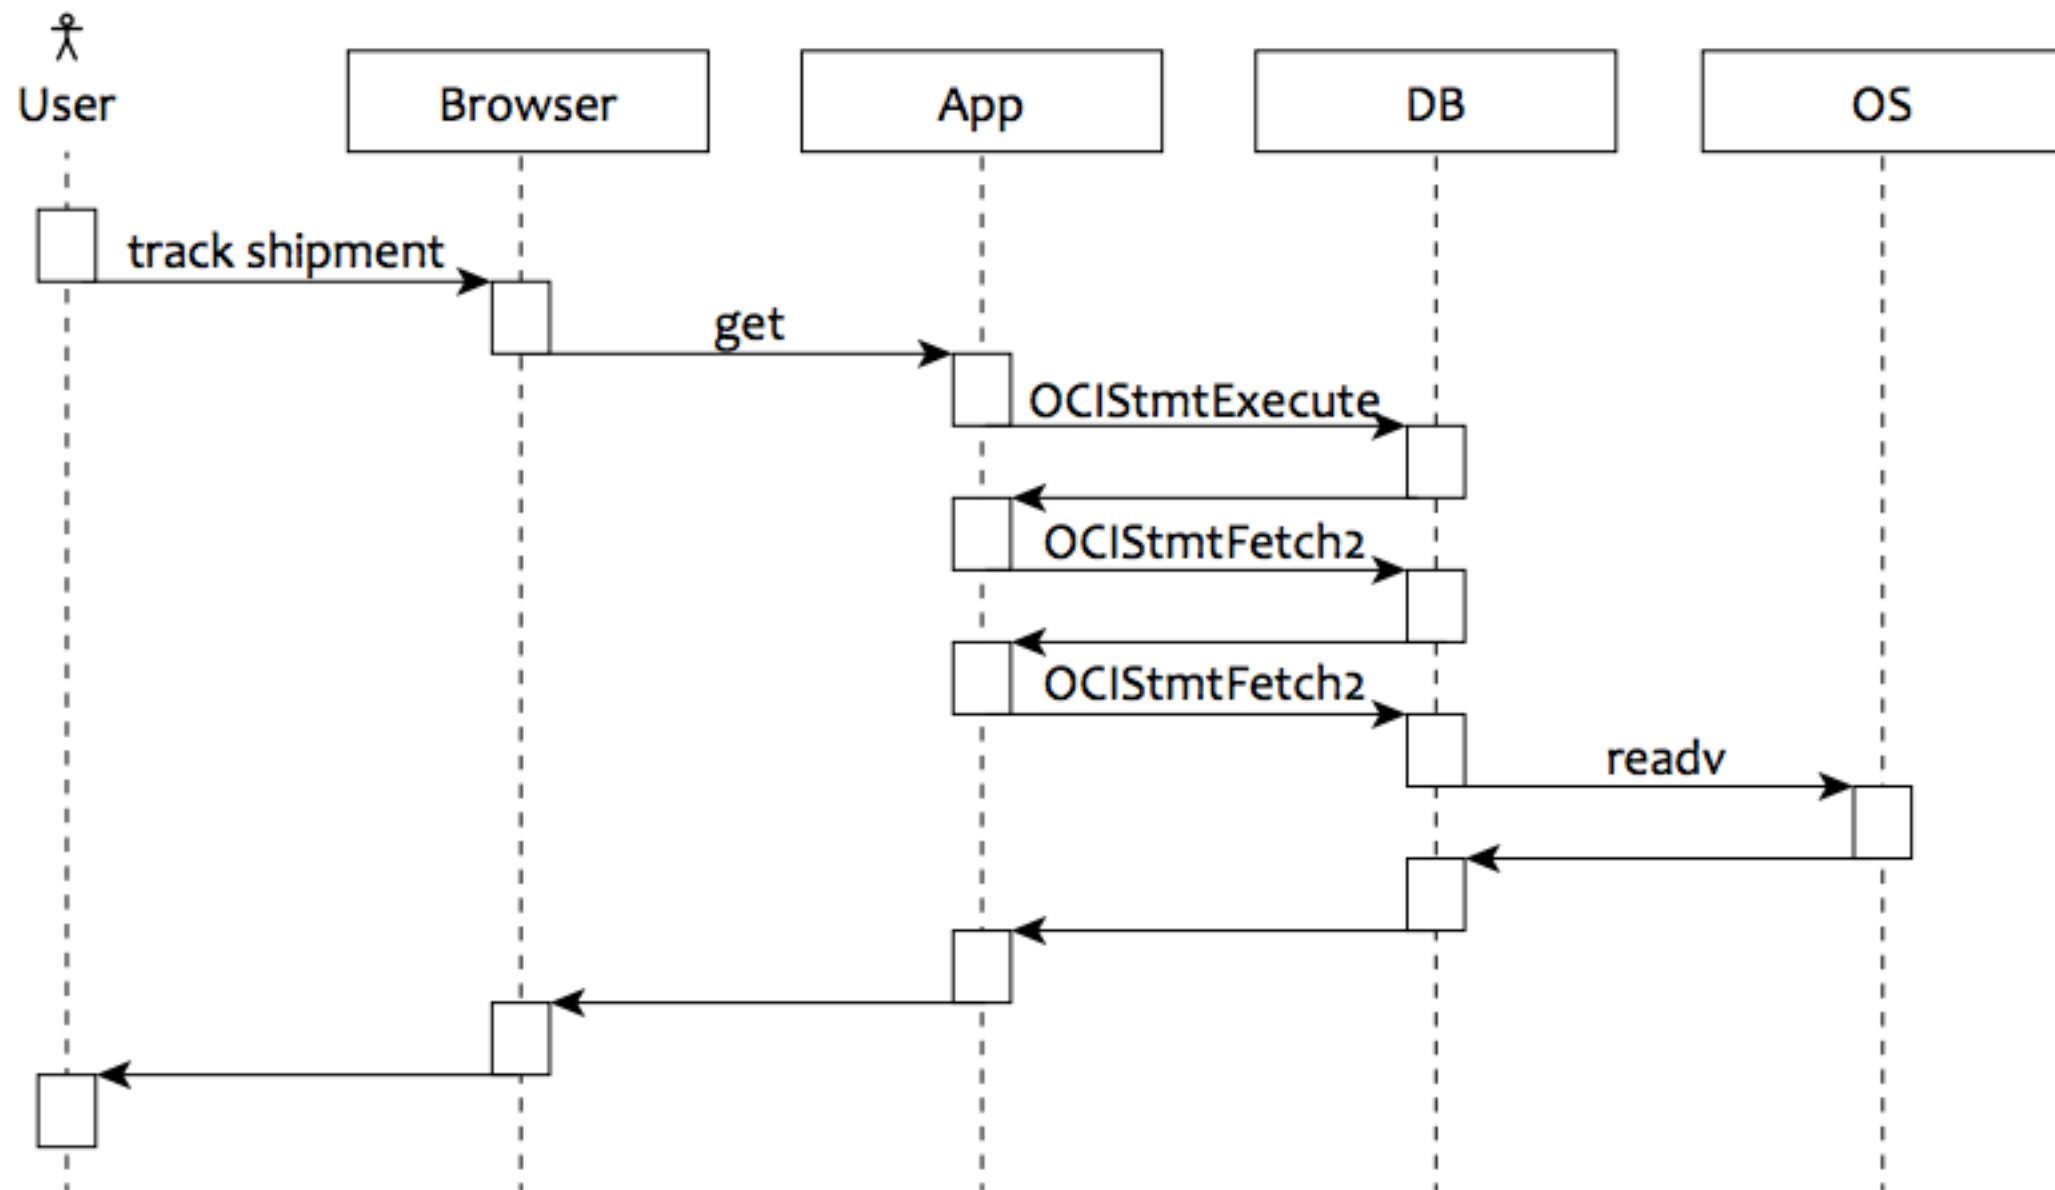 User
Browser
App
DB
OS
track shipment
get
OCIStmtExecute
OCIStmtFetch2
OCIStmtFetch2
readv